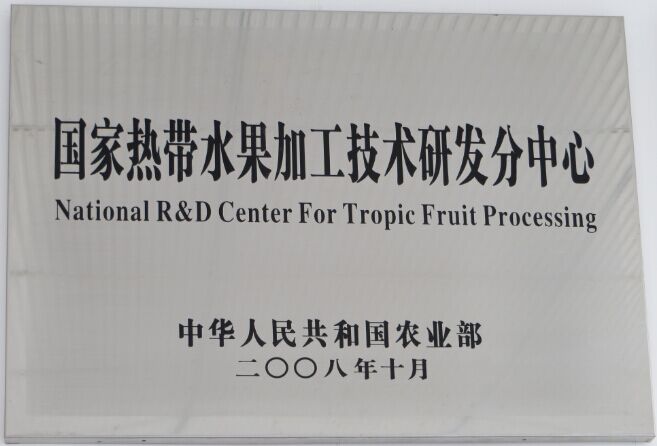 国家热带水果加工技术研发分中心
National R&D Center For Tropic Fruit Processing
中华人民共和国农业部
二〇〇八年十月